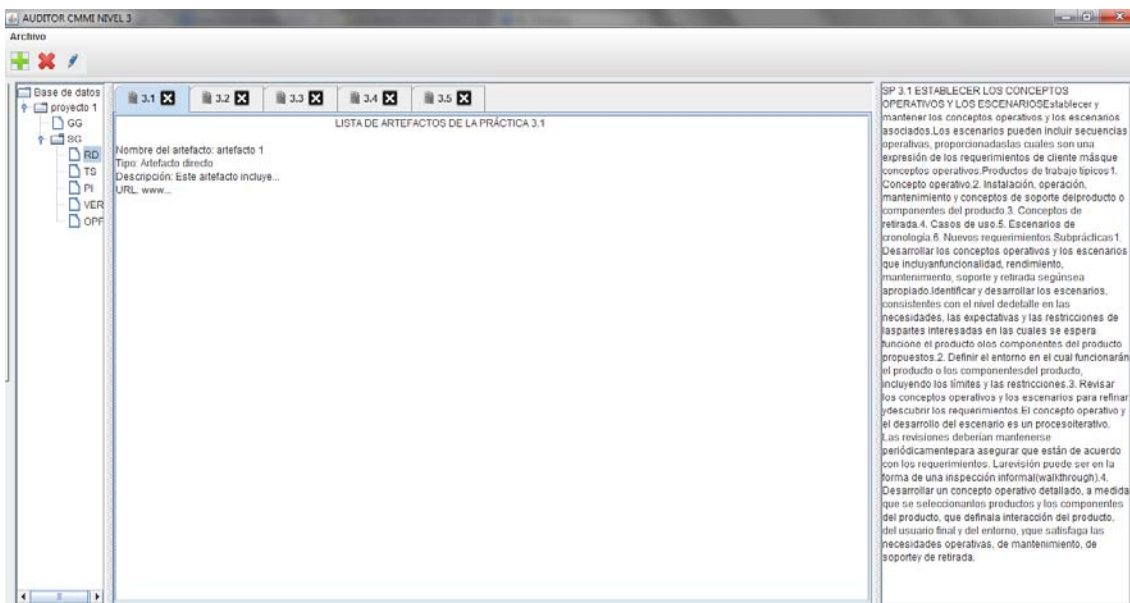 AUDITOR CMMI NIVEL 3
Archivo
Base de datos
proyecto 1
GG
SG
RD
TS
PI
VER
OPF
3.1
3.2
3.3
3.4
3.5
LISTA DE ARTEFACTOS DE LA PRÁCTICA 3.1
Nombre del artefacto: artefacto 1
Tipo: Artefacto directo
Descripción: Este artefacto incluye...
URL: www...
SP 3.1 ESTABLECER LOS CONCEPTOS
OPERATIVOS Y LOS ESCENARIOSEstablecer y
mantener los conceptos operativos y los escenarios
asociados.Los escenarios pueden incluir secuencias
operativas, proporcionadaslas cuales son una
expresión de los requerimientos de cliente másque
conceptos operativos.Productos de trabajo típicos1.
Concepto operativo.2. Instalación, operación,
mantenimiento y conceptos de soporte delproducto o
componentes del producto.3. Conceptos de
retirada.4. Casos de uso.5. Escenarios de
cronología.6. Nuevos requerimientos.Subprácticas1.
Desarrollar los conceptos operativos y los escenarios
que incluyanfuncionalidad, rendimiento,
mantenimiento, soporte y retirada segúnsea
apropiado.Identificar y desarrollar los escenarios,
consistentes con el nivel dedetalle en las
necesidades, las expectativas y las restricciones de
laspartes interesadas en las cuales se espera
funcione el producto olos componentes del producto
propuestos.2. Definir el entorno en el cual funcionarán
el producto o los componentesdel producto,
incluyendo los límites y las restricciones.3. Revisar
los conceptos operativos y los escenarios para refinar
ydescubrir los requerimientos.El concepto operativo y
el desarrollo del escenario es un procesoiterativo.
Las revisiones deberían mantenerse
periódicamentepara asegurar que están de acuerdo
con los requerimientos. Larevisión puede ser en la
forma de una inspección informal(walkthrough).4.
Desarrollar un concepto operativo detallado, a medida
que se seleccionanlos productos y los componentes
del producto, que definala interacción del producto,
del usuario final y del entorno, yque satisfaga las
necesidades operativas, de mantenimiento, de
soportey de retirada.